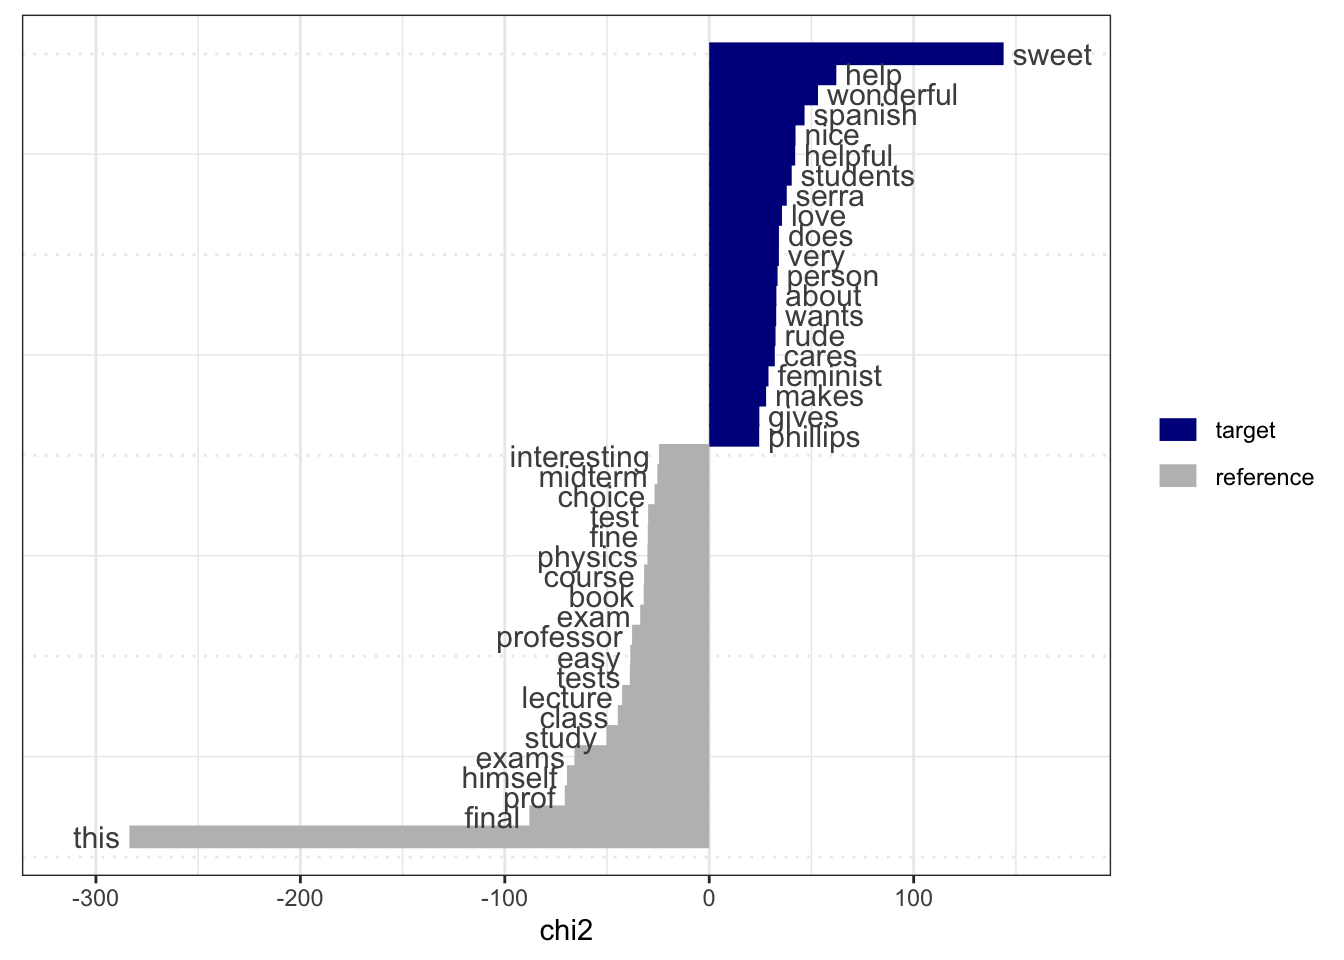 sweet
help
wonderful
spanish
nice
helpful
students
serra
love
does
very
person
about
wants
rude
cares
feminist
makes
gives
phillips
interesting
midterm
choice
test
fine
physics
course
book
exam
professor
easy
tests
lecture
class
study
exams
himself
prof
final
this
-300 -200 -100 0 100
chi2
target
reference